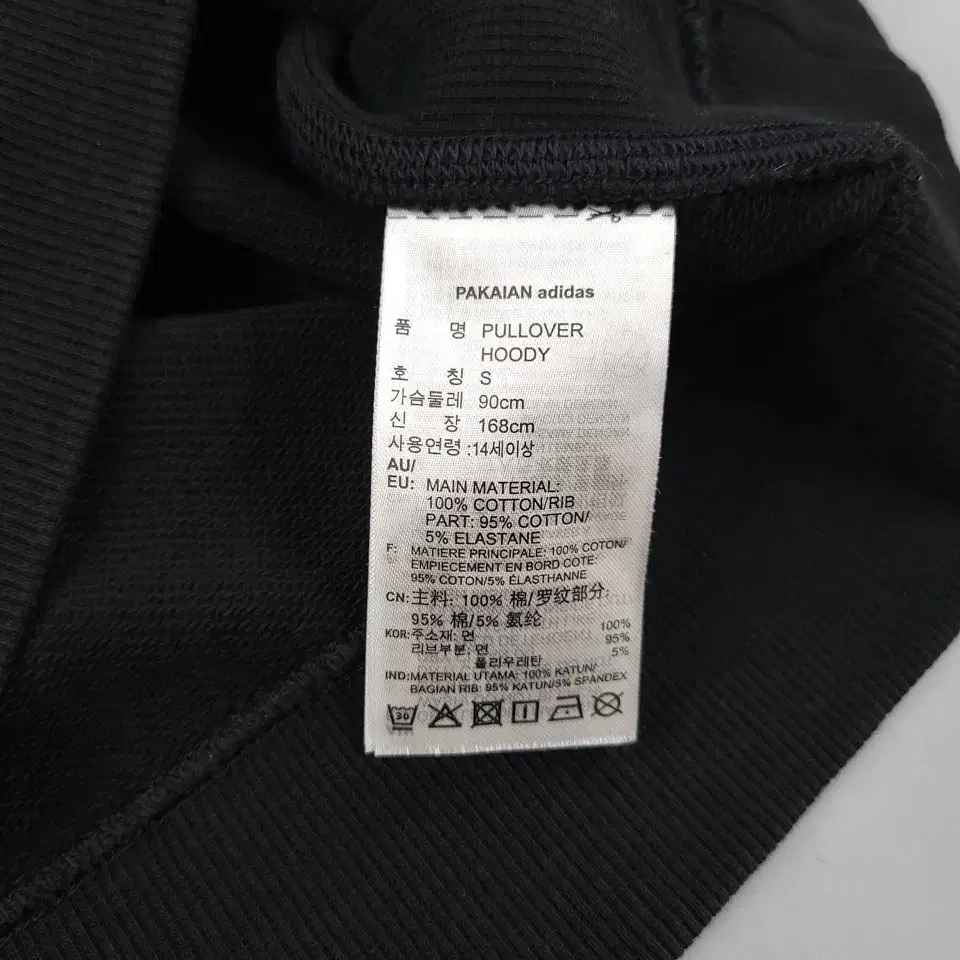 PAKAIAN adidas
품 명 PULLOVER
HOODY
호 칭 S
가슴둘레 90cm
신 장 168cm
사용연령 :14세이상
AU/
EU: MAIN MATERIAL:
100% COTTON/RIB
PART: 95% COTTON/
5% ELASTANE
F: MATIERE PRINCIPALE: 100% COTON/
EMPIECEMENT EN BORD COTE:
95% COTON/5% ÉLASTHANNE
CN: 主料: 100% 棉/罗纹部分:
95% 棉/5% 氨纶
KOR: 주소재: 면 100%
리브부분: 면 95%
폴리우레탄 5%
IND: MATERIAL UTAMA: 100% KATUN/
BAGIAN RIB: 95% KATUN/5% SPANDEX
30